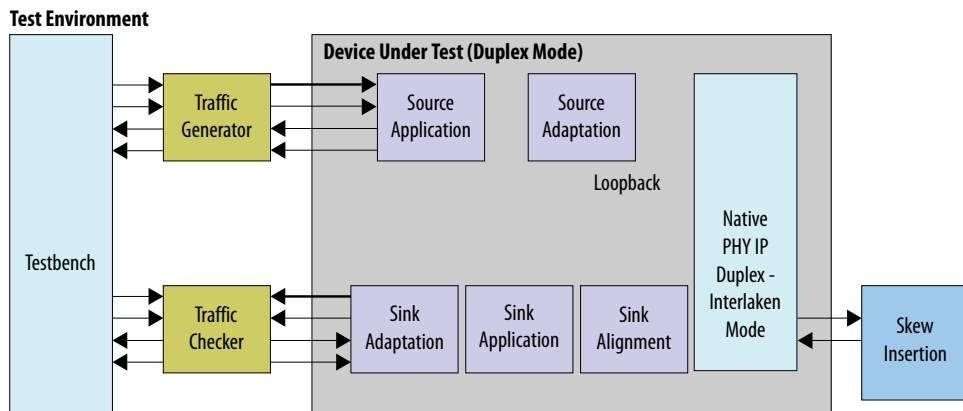 Test Environment
Device Under Test (Duplex Mode)
Traffic
Generator
Source
Application
Source
Adaptation
Loopback
Native
PHY IP
Duplex -
Interlaken
Mode
Testbench
Traffic
Checker
Sink
Adaptation
Sink
Application
Sink
Alignment
Skew
Insertion